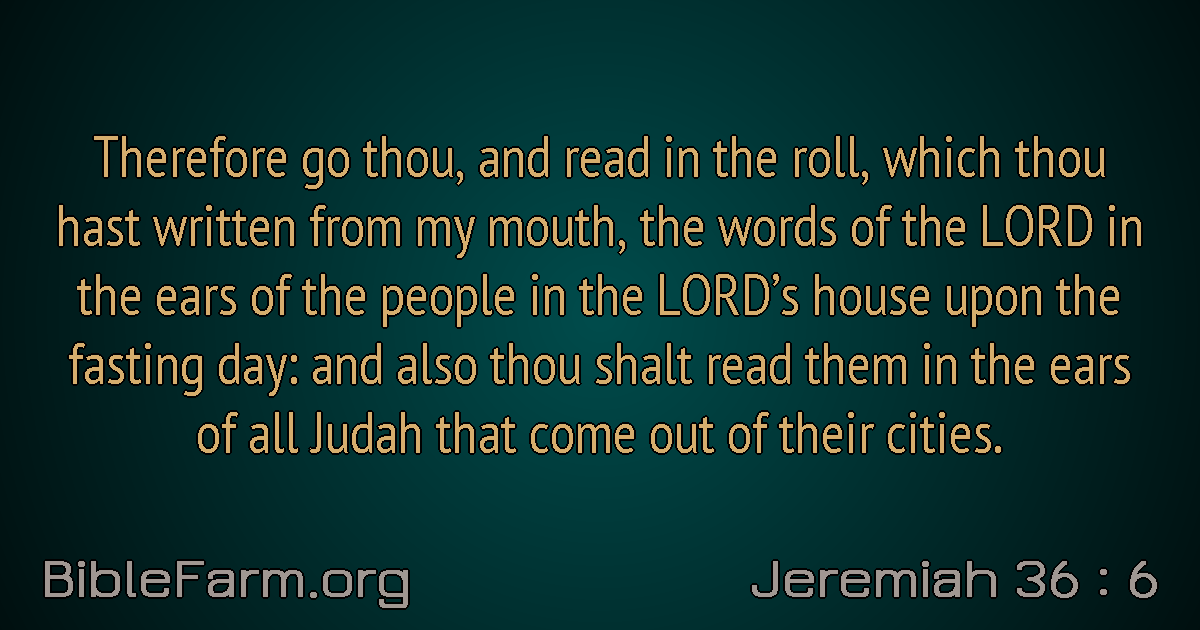 Therefore go thou, and read in the roll, which thou
hast written from my mouth, the words of the LORD in
the ears of the people in the LORD’s house upon the
fasting day: and also thou shalt read them in the ears
of all Judah that come out of their cities.
BibleFarm.org
Jeremiah 36 : 6